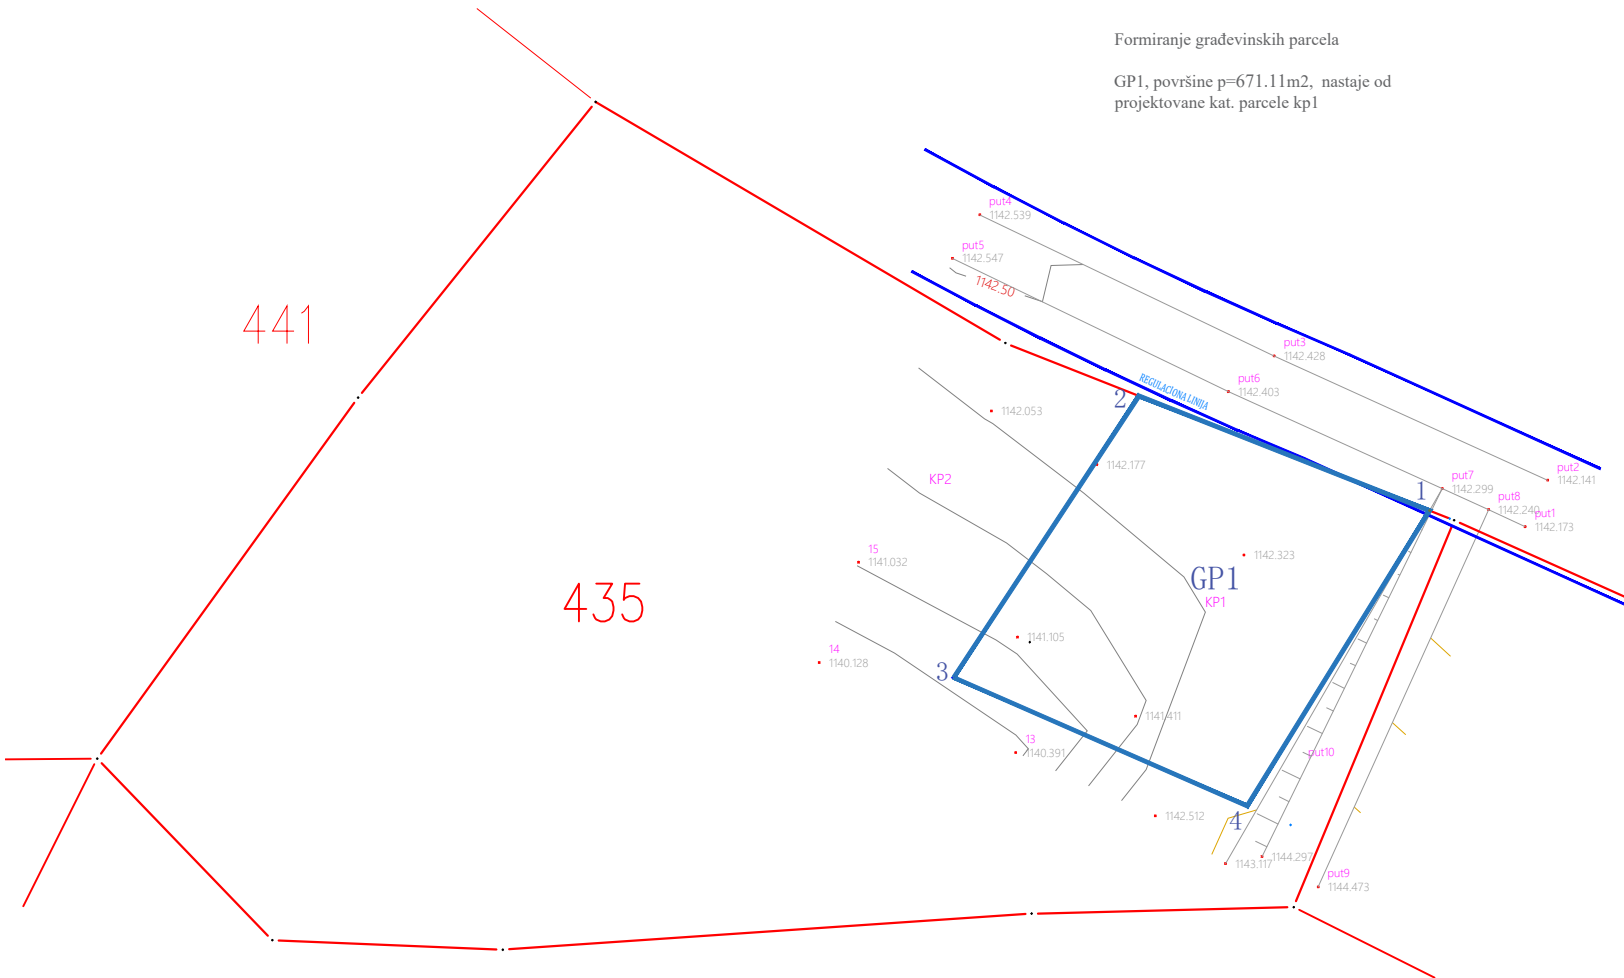 Formiranje građevinskih parcela
GP1, površine p=671.11m2, nastaje od
projektovane kat. parcele kp1
put4
1142.539
put5
1142.547
1142.50
441
put3
1142.428
REGULACIONA LINIJA
put6
1142.403
2
1142.053
1142.177
KP2
put2
1142.141
put7
1142.299
1
put8
1142.240
put1
1142.173
15
1141.032
1142.323
GP1
KP1
435
1141.105
14
1140.128
3
1141.411
13
1140.391
put10
1142.512
4
1143.117
1144.297
put9
1144.473